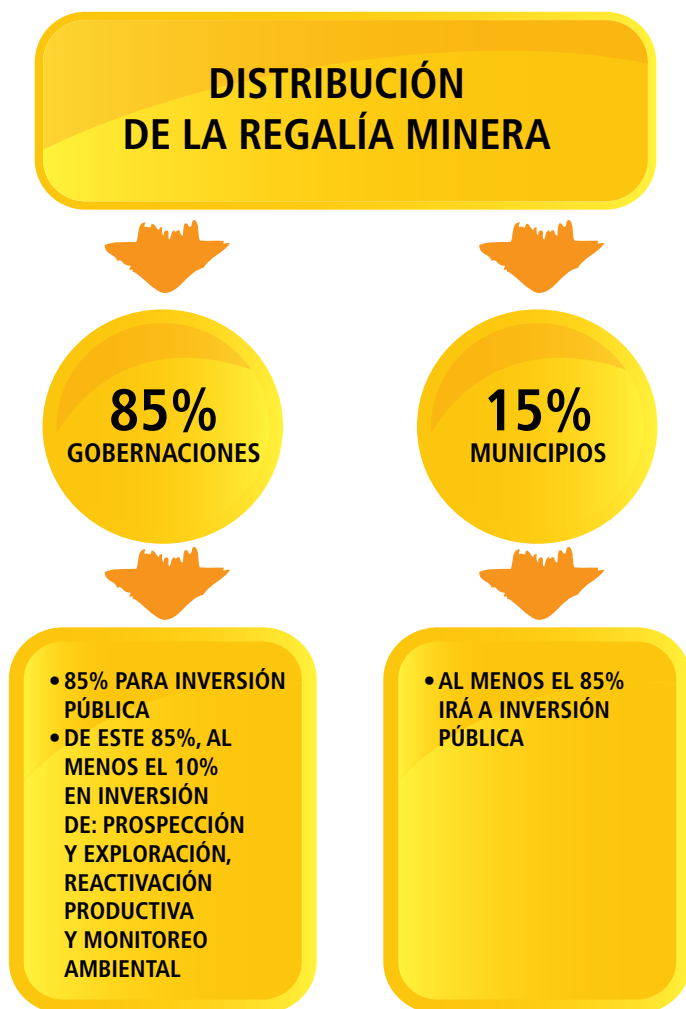 DISTRIBUCIÓN
DE LA REGALÍA MINERA
85%
GOBERNACIONES
15%
MUNICIPIOS
• 85% PARA INVERSIÓN
PÚBLICA
• DE ESTE 85%, AL
MENOS EL 10%
EN INVERSIÓN
DE: PROSPECCIÓN
Y EXPLORACIÓN,
REACTIVACIÓN
PRODUCTIVA
Y MONITOREO
AMBIENTAL
• AL MENOS EL 85%
IRÁ A INVERSIÓN
PÚBLICA